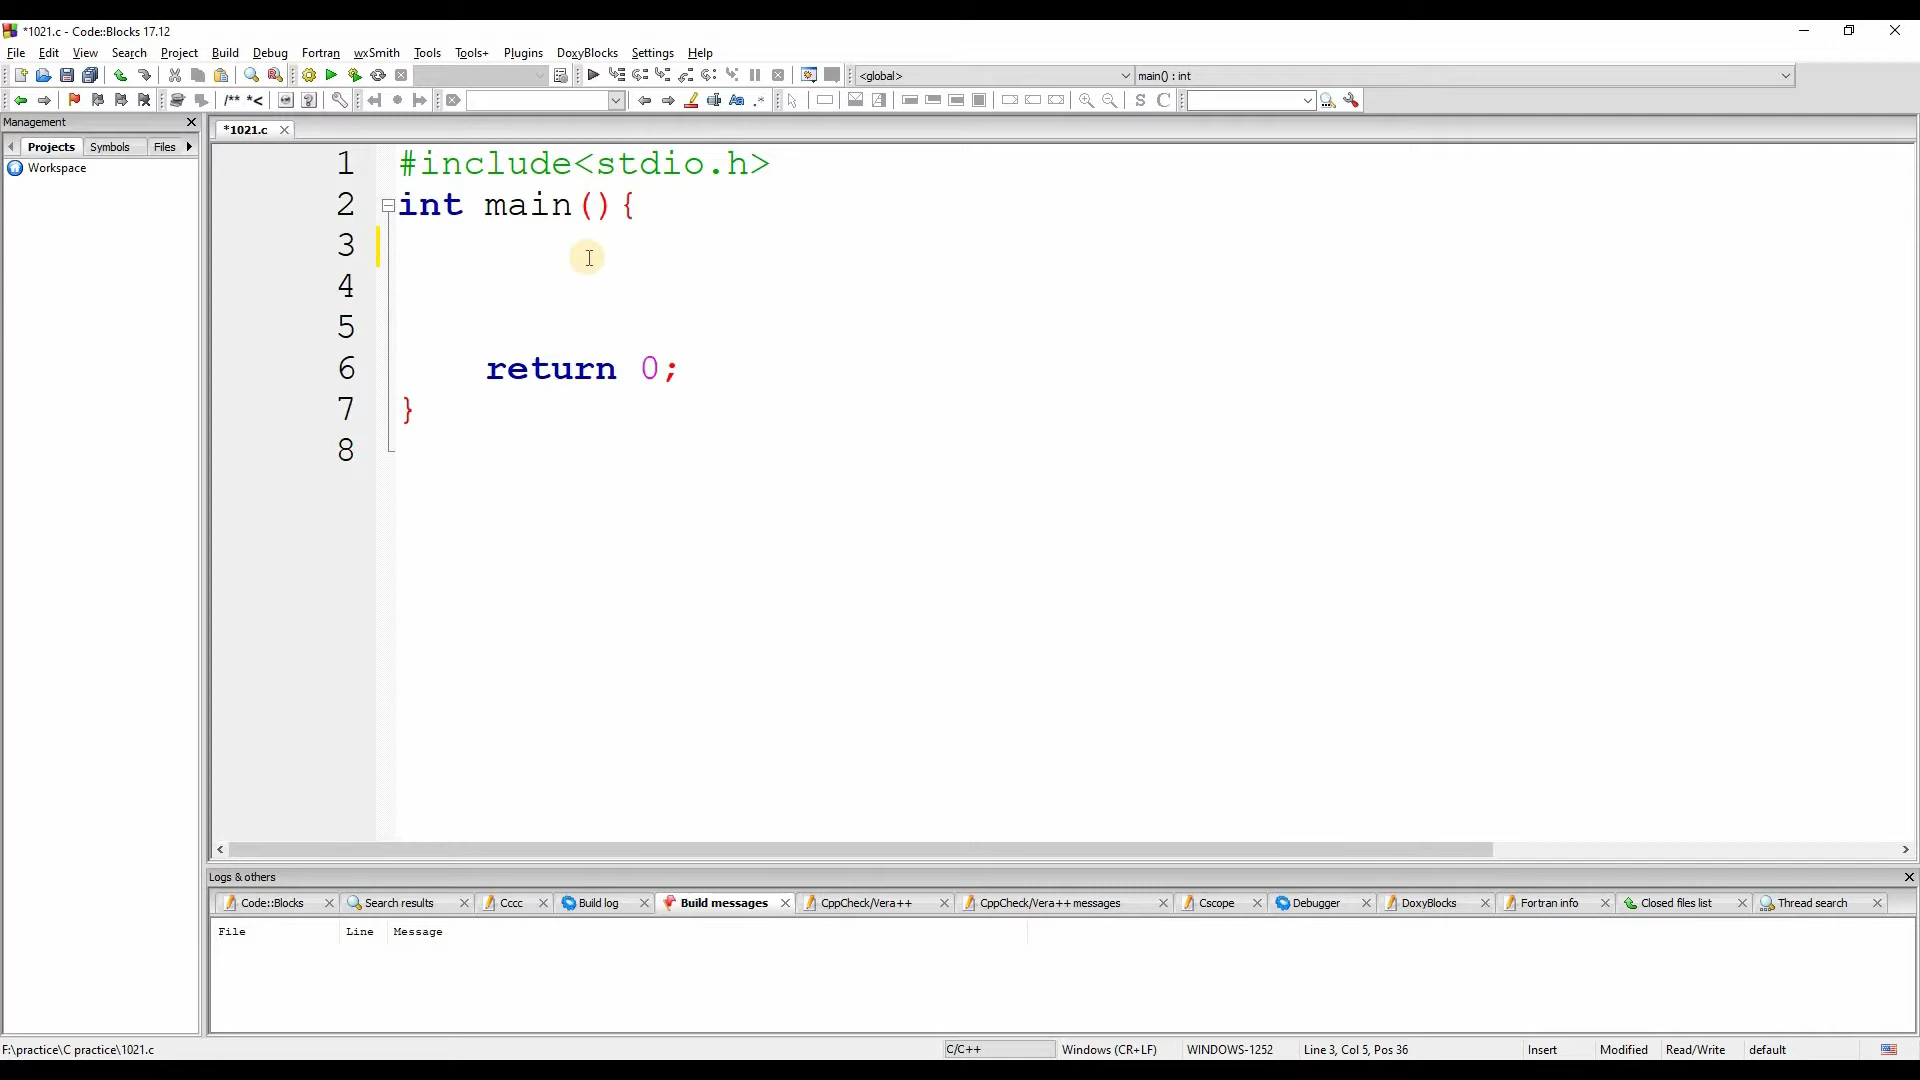 *1021.c - Code::Blocks 17.12
File Edit View Search Project Build Debug Fortran wxSmith Tools Tools+ Plugins DoxyBlocks Settings Help
<global> main() : int
/** *< Aa .* S C
Management
Projects Symbols Files
Workspace
*1021.c
1 #include<stdio.h>
2 int main(){
3
4
5
6 return 0;
7 }
8
Logs & others
Code::Blocks Search results Cccc Build log Build messages CppCheck/Vera++ CppCheck/Vera++ messages Cscope Debugger DoxyBlocks Fortran info Closed files list Thread search
File Line Message
F:\practice\C practice\1021.c C/C++ Windows (CR+LF) WINDOWS-1252 Line 3, Col 5, Pos 36 Insert Modified Read/Write default